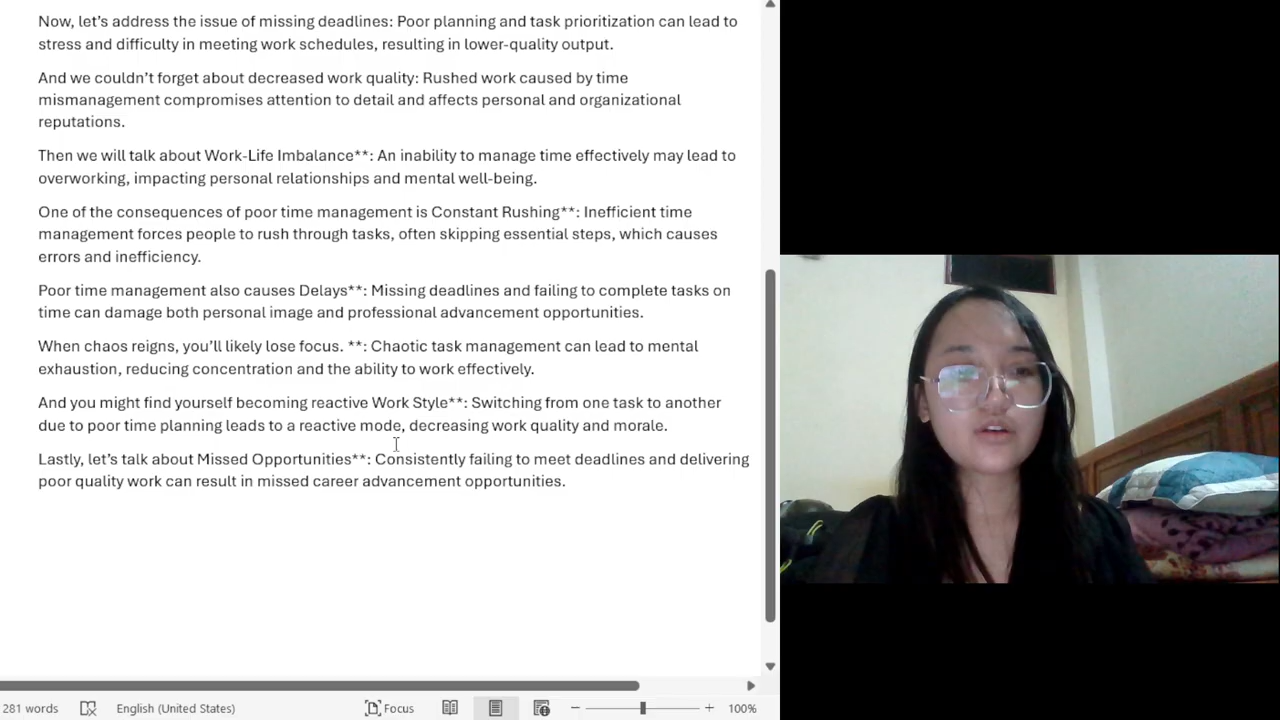 Now, let’s address the issue of missing deadlines: Poor planning and task prioritization can lead to
stress and difficulty in meeting work schedules, resulting in lower-quality output.
And we couldn’t forget about decreased work quality: Rushed work caused by time
mismanagement compromises attention to detail and affects personal and organizational
reputations.
Then we will talk about Work-Life Imbalance**: An inability to manage time effectively may lead to
overworking, impacting personal relationships and mental well-being.
One of the consequences of poor time management is Constant Rushing**: Inefficient time
management forces people to rush through tasks, often skipping essential steps, which causes
errors and inefficiency.
Poor time management also causes Delays**: Missing deadlines and failing to complete tasks on
time can damage both personal image and professional advancement opportunities.
When chaos reigns, you’ll likely lose focus. **: Chaotic task management can lead to mental
exhaustion, reducing concentration and the ability to work effectively.
And you might find yourself becoming reactive Work Style**: Switching from one task to another
due to poor time planning leads to a reactive mode, decreasing work quality and morale.
Lastly, let’s talk about Missed Opportunities**: Consistently failing to meet deadlines and delivering
poor quality work can result in missed career advancement opportunities.
281 words English (United States) Focus 100%